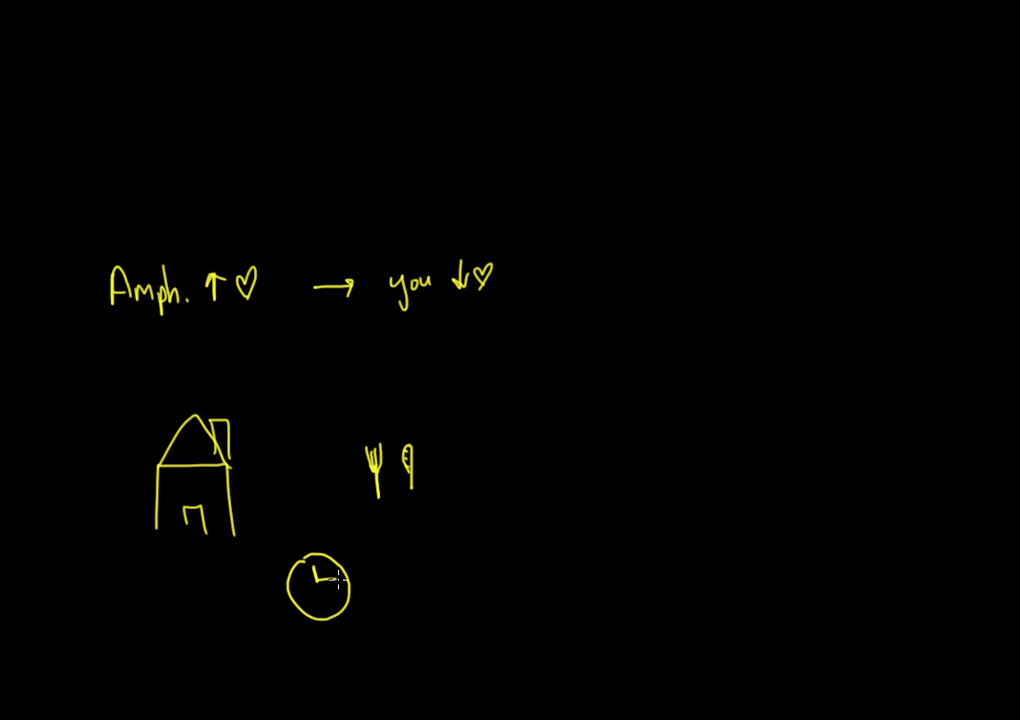 Amph. ↑ ♡ → you ↓ ♡